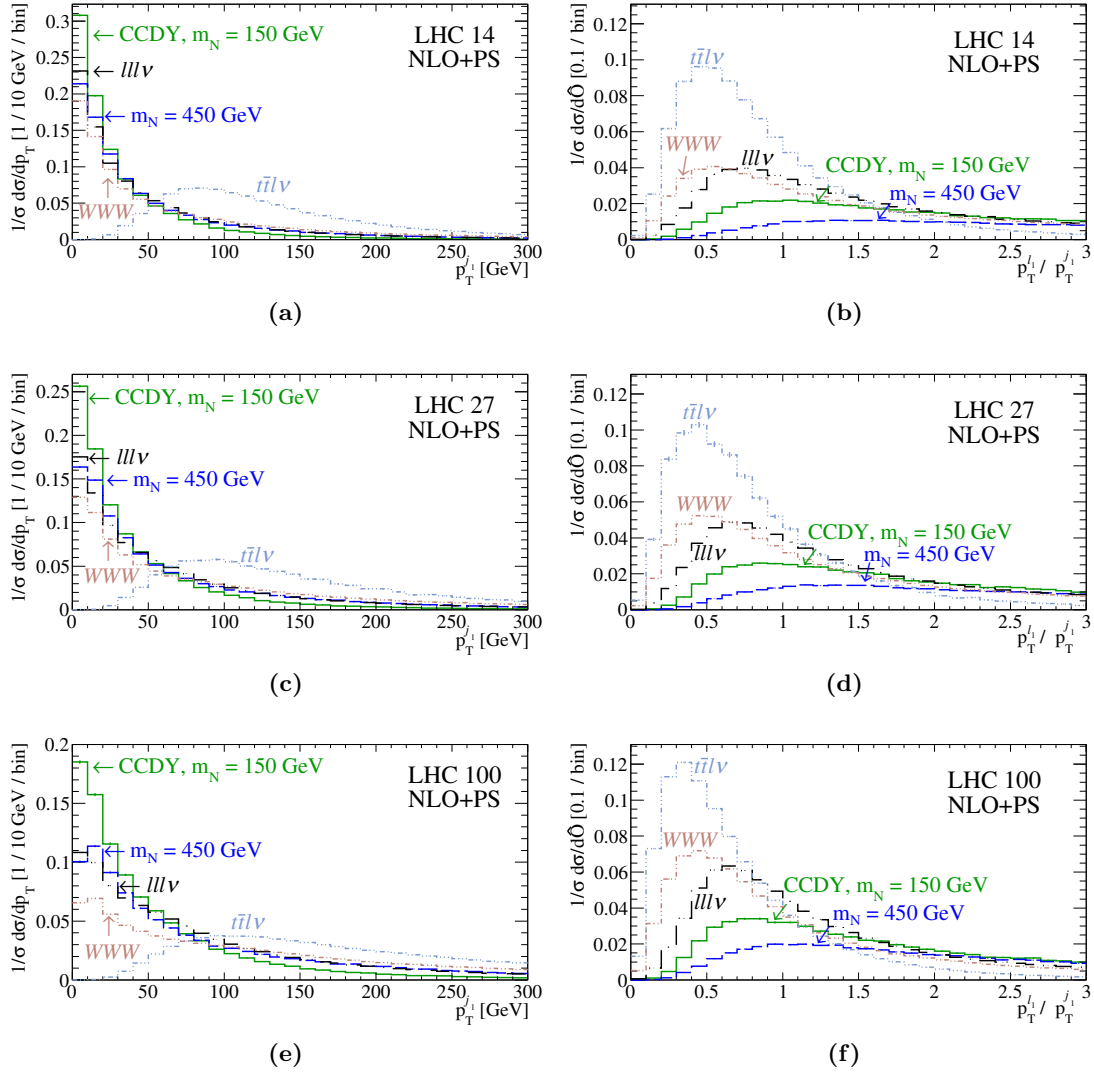 0.3
0.25
0.2
0.15
0.1
0.05
0
0 50 100 150 200 250 300
1/σ dσ/dp_T [1 / 10 GeV / bin]
p_T^{j_1} [GeV]
CCDY, m_N = 150 GeV
lllν
m_N = 450 GeV
WWW
tt̄lν
LHC 14
NLO+PS
(a)
0.12
0.1
0.08
0.06
0.04
0.02
0
0 0.5 1 1.5 2 2.5 3
1/σ dσ/dÔ [0.1 / bin]
p_T^{l_1} / p_T^{j_1}
tt̄lν
LHC 14
NLO+PS
WWW
lllν
CCDY, m_N = 150 GeV
m_N = 450 GeV
(b)
0.25
0.2
0.15
0.1
0.05
0
0 50 100 150 200 250 300
1/σ dσ/dp_T [1 / 10 GeV / bin]
p_T^{j_1} [GeV]
CCDY, m_N = 150 GeV
lllν
m_N = 450 GeV
WWW
tt̄lν
LHC 27
NLO+PS
(c)
0.12
0.1
0.08
0.06
0.04
0.02
0
0 0.5 1 1.5 2 2.5 3
1/σ dσ/dÔ [0.1 / bin]
p_T^{l_1} / p_T^{j_1}
tt̄lν
LHC 27
NLO+PS
WWW
lllν
CCDY, m_N = 150 GeV
m_N = 450 GeV
(d)
0.2
0.15
0.1
0.05
0
0 50 100 150 200 250 300
1/σ dσ/dp_T [1 / 10 GeV / bin]
p_T^{j_1} [GeV]
CCDY, m_N = 150 GeV
m_N = 450 GeV
lllν
WWW
tt̄lν
LHC 100
NLO+PS
(e)
0.12
0.1
0.08
0.06
0.04
0.02
0
0 0.5 1 1.5 2 2.5 3
1/σ dσ/dÔ [0.1 / bin]
p_T^{l_1} / p_T^{j_1}
tt̄lν
LHC 100
NLO+PS
WWW
lllν
CCDY, m_N = 150 GeV
m_N = 450 GeV
(f)